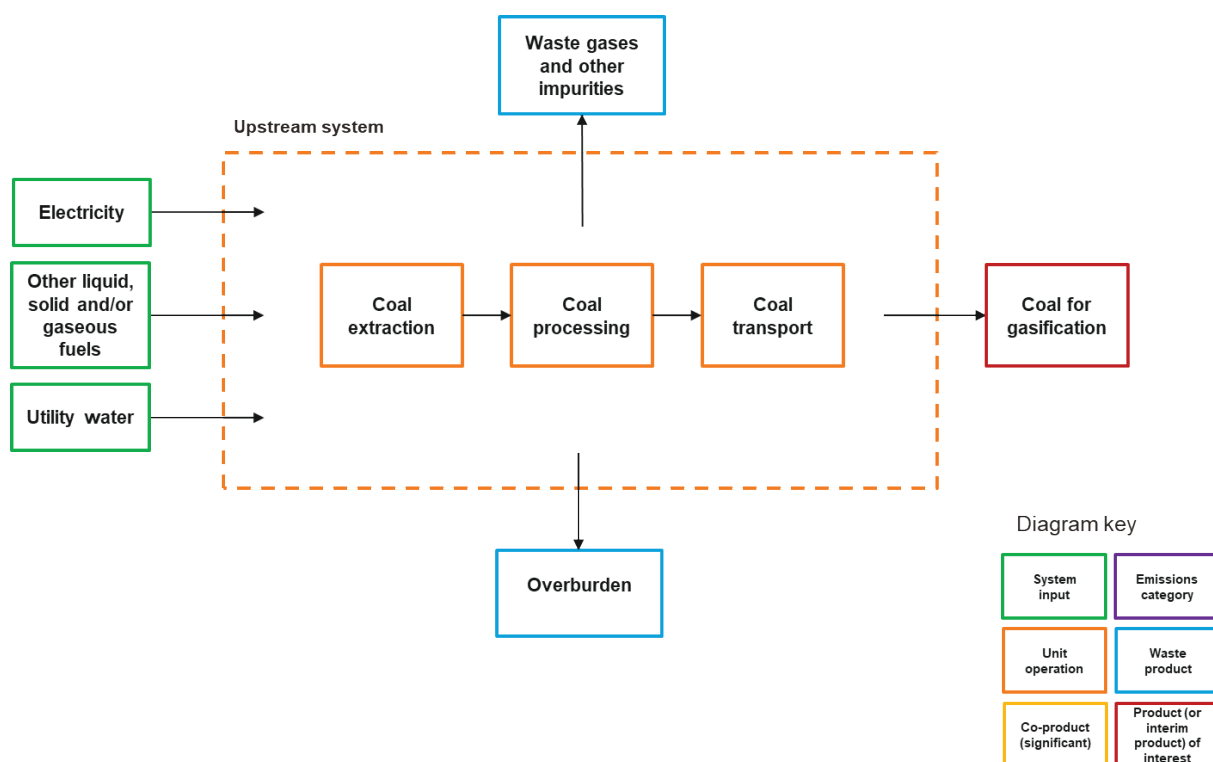 Waste gases
and other
impurities
Upstream system
Electricity
Other liquid,
solid and/or
gaseous
fuels
Utility water
Coal
extraction
Coal
processing
Coal
transport
Coal for
gasification
Overburden
Diagram key
System
input
Emissions
category
Unit
operation
Waste
product
Co-product
(significant)
Product (or
interim
product) of
interest